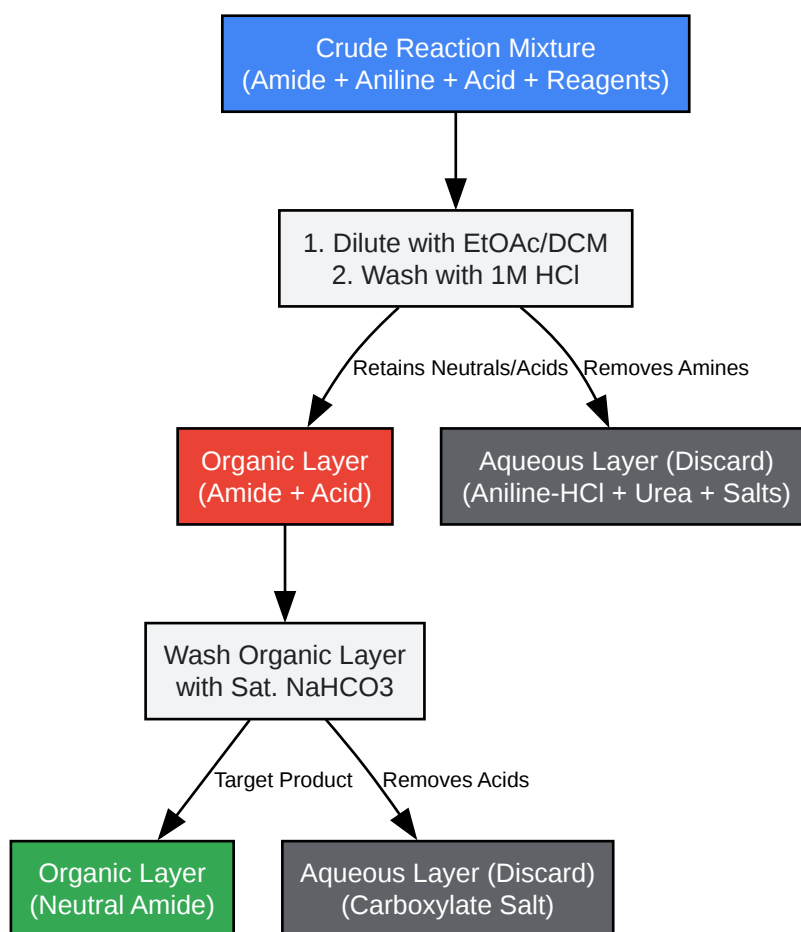 Crude Reaction Mixture
(Amide + Aniline + Acid + Reagents)
1. Dilute with EtOAc/DCM
2. Wash with 1M HCl
Retains Neutrals/Acids
Removes Amines
Organic Layer
(Amide + Acid)
Aqueous Layer (Discard)
(Aniline-HCl + Urea + Salts)
Wash Organic Layer
with Sat. NaHCO3
Target Product
Removes Acids
Organic Layer
(Neutral Amide)
Aqueous Layer (Discard)
(Carboxylate Salt)